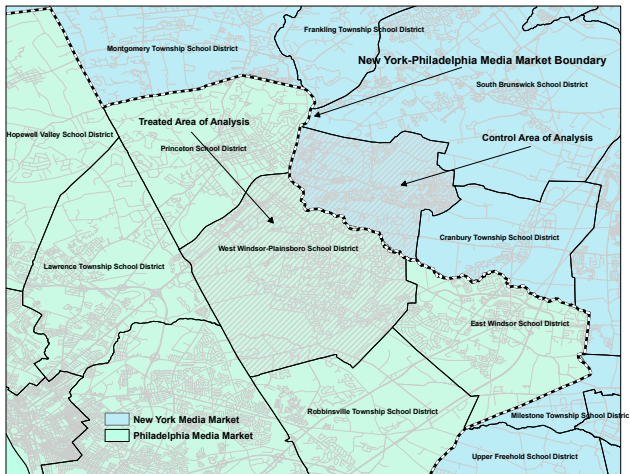 Montgomery Township School District
Frankling Township School District
New York-Philadelphia Media Market Boundary
South Brunswick School District
Hopewell Valley School District
Treated Area of Analysis
Control Area of Analysis
Princeton School District
West Windsor-Plainsboro School District
Cranbury Township School District
Lawrence Township School District
East Windsor School District
Robbinsville Township School District
Milestone Township School District
New York Media Market
Philadelphia Media Market
Upper Freehold School District